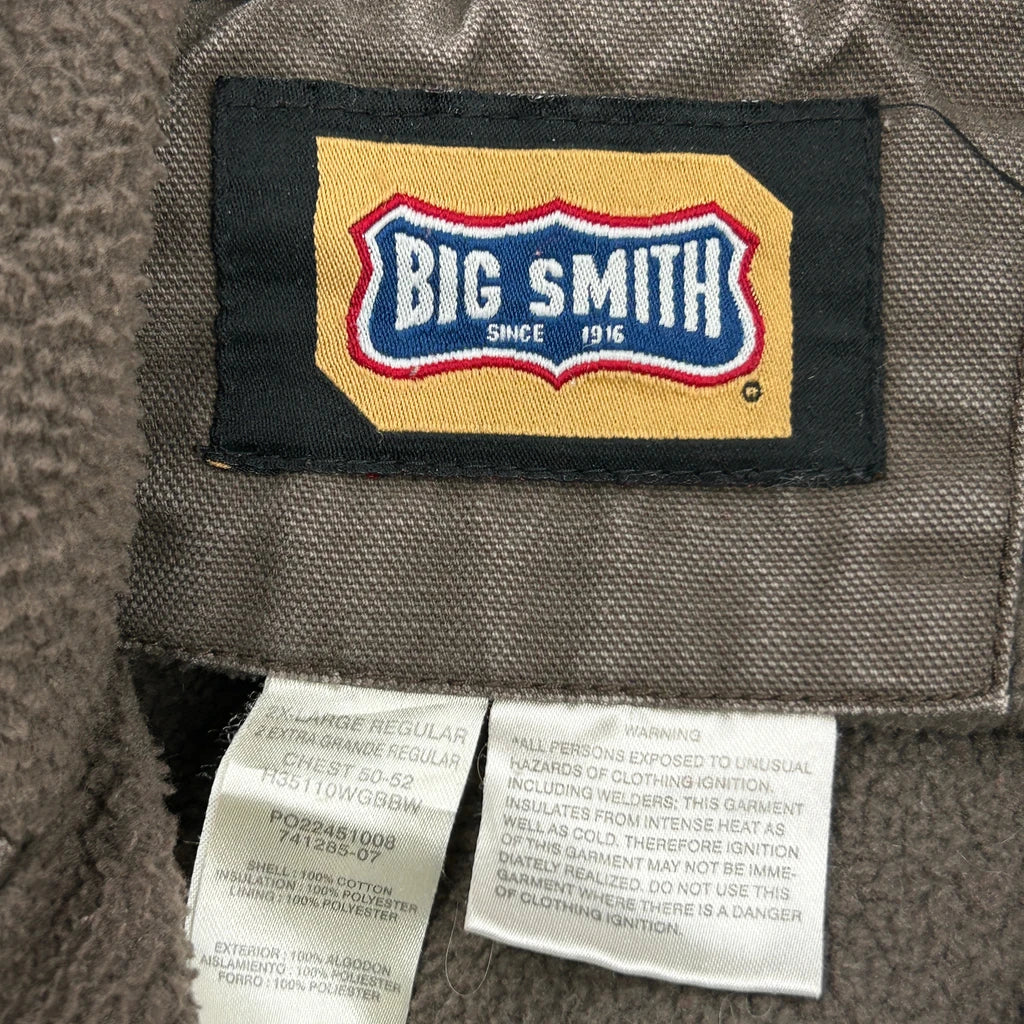 BIG SMITH
SINCE 1916
®
2X-LARGE REGULAR
2 EXTRA GRANDE REGULAR
CHEST 50-52
H35110WGBBW
PO22451008
741285-07
SHELL : 100% COTTON
INSULATION : 100% POLYESTER
LINING : 100% POLYESTER
EXTERIOR : 100% ALGODON
AISLAMIENTO : 100% POLIESTER
FORRO : 100% POLIESTER
WARNING
"ALL PERSONS EXPOSED TO UNUSUAL
HAZARDS OF CLOTHING IGNITION,
INCLUDING WELDERS; THIS GARMENT
INSULATES FROM INTENSE HEAT AS
WELL AS COLD. THEREFORE IGNITION
OF THIS GARMENT MAY NOT BE IMME-
DIATELY REALIZED. DO NOT USE THIS
GARMENT WHERE THERE IS A DANGER
OF CLOTHING IGNITION.